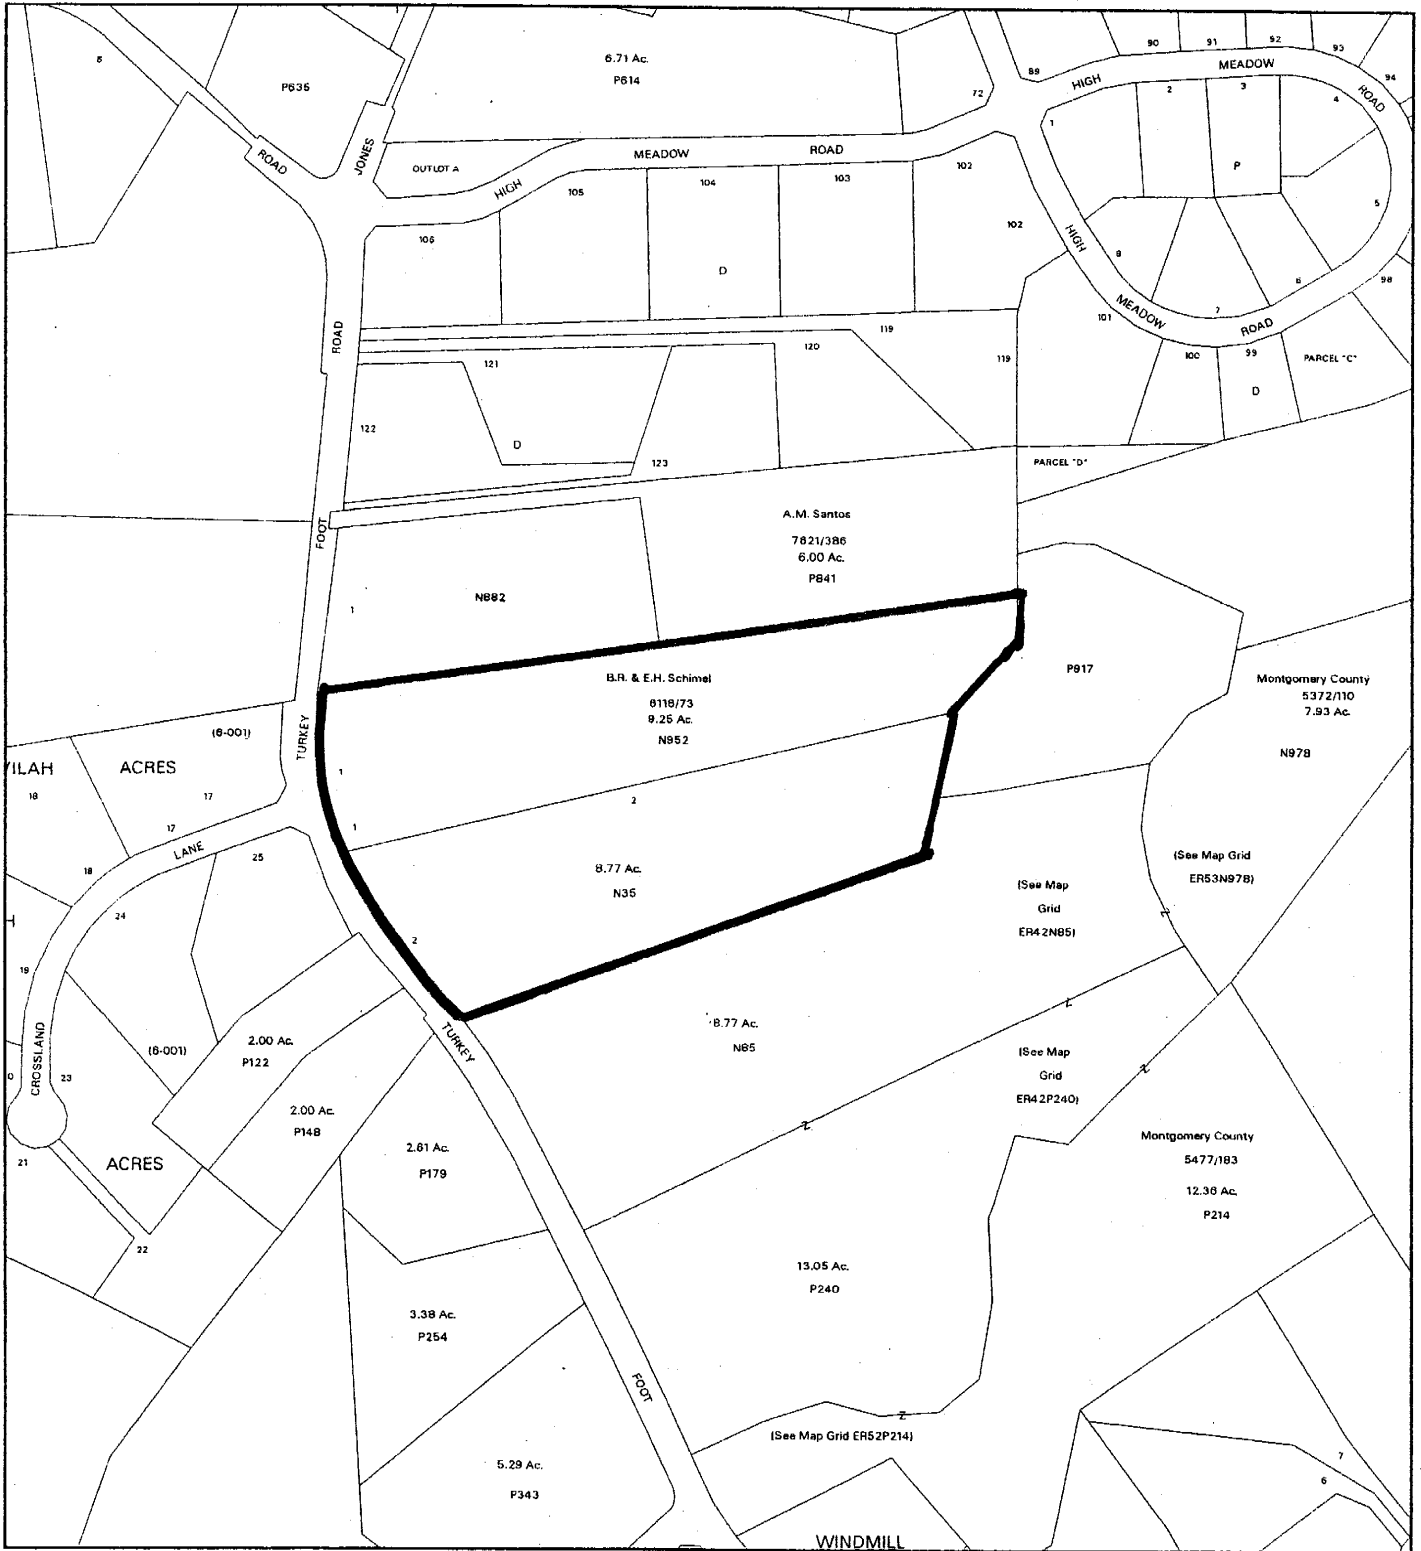 8
P635
6.71 Ac.
P614
72
89
90
91
92
93
94
HIGH
MEADOW
ROAD
1
2
3
4
P
5
6
7
8
98
ROAD
JONES
OUTLOT A
HIGH
MEADOW
ROAD
102
105
104
103
106
D
102
HIGH
MEADOW
ROAD
101
100
99
D
PARCEL "C"
ROAD
119
120
121
119
122
D
123
PARCEL "D"
FOOT
A.M. Santos
7821/386
6.00 Ac.
P841
N882
1
B.R. & E.H. Schimel
6118/73
9.25 Ac.
N952
P917
Montgomery County
5372/110
7.93 Ac.
N978
(6-001)
TURKEY
ACRES
18
17
17
LANE
18
25
24
19
1
1
2
8.77 Ac.
N35
2
(See Map Grid
ER53N978)
(See Map
Grid
ER42N85)
CROSSLAND
23
(6-001)
2.00 Ac.
P122
TURKEY
8.77 Ac.
N85
(See Map
Grid
ER42P240)
2.00 Ac.
P148
21
ACRES
22
2.61 Ac.
P179
Montgomery County
5477/183
12.36 Ac.
P214
13.05 Ac.
P240
3.38 Ac.
P254
FOOT
(See Map Grid ER52P214)
5.29 Ac.
P343
7
6
WINDMILL